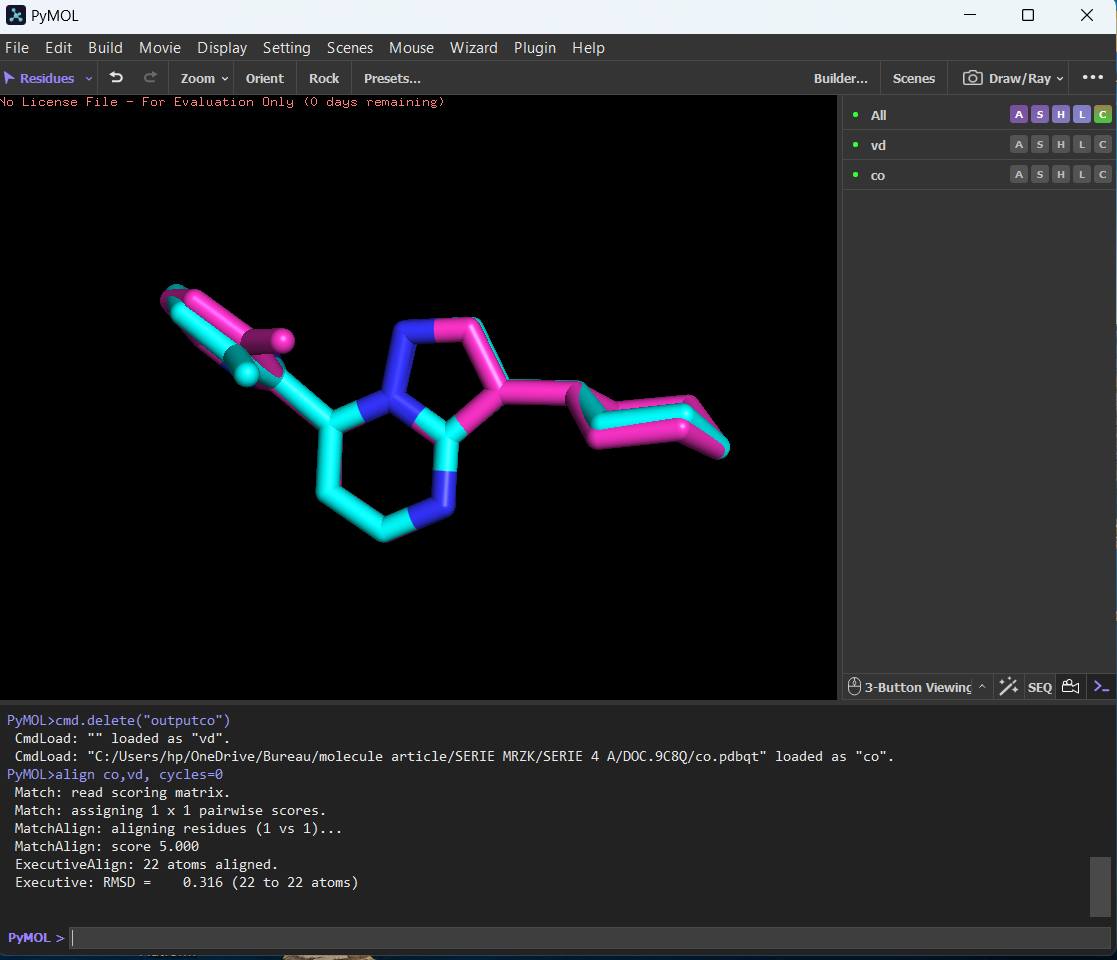 PyMOL
File Edit Build Movie Display Setting Scenes Mouse Wizard Plugin Help
Residues Zoom Orient Rock Presets... Builder... Scenes Draw/Ray
No License File - For Evaluation Only (0 days remaining)
All A S H L C
vd A S H L C
co A S H L C
3-Button Viewing SEQ
PyMOL>cmd.delete("outputco")
CmdLoad: "" loaded as "vd".
CmdLoad: "C:/Users/hp/OneDrive/Bureau/molecule article/SERIE MRZK/SERIE 4 A/DOC.9C8Q/co.pdbqt" loaded as "co".
PyMOL>align co,vd, cycles=0
Match: read scoring matrix.
Match: assigning 1 x 1 pairwise scores.
MatchAlign: aligning residues (1 vs 1)...
MatchAlign: score 5.000
ExecutiveAlign: 22 atoms aligned.
Executive: RMSD =    0.316 (22 to 22 atoms)
PyMOL >